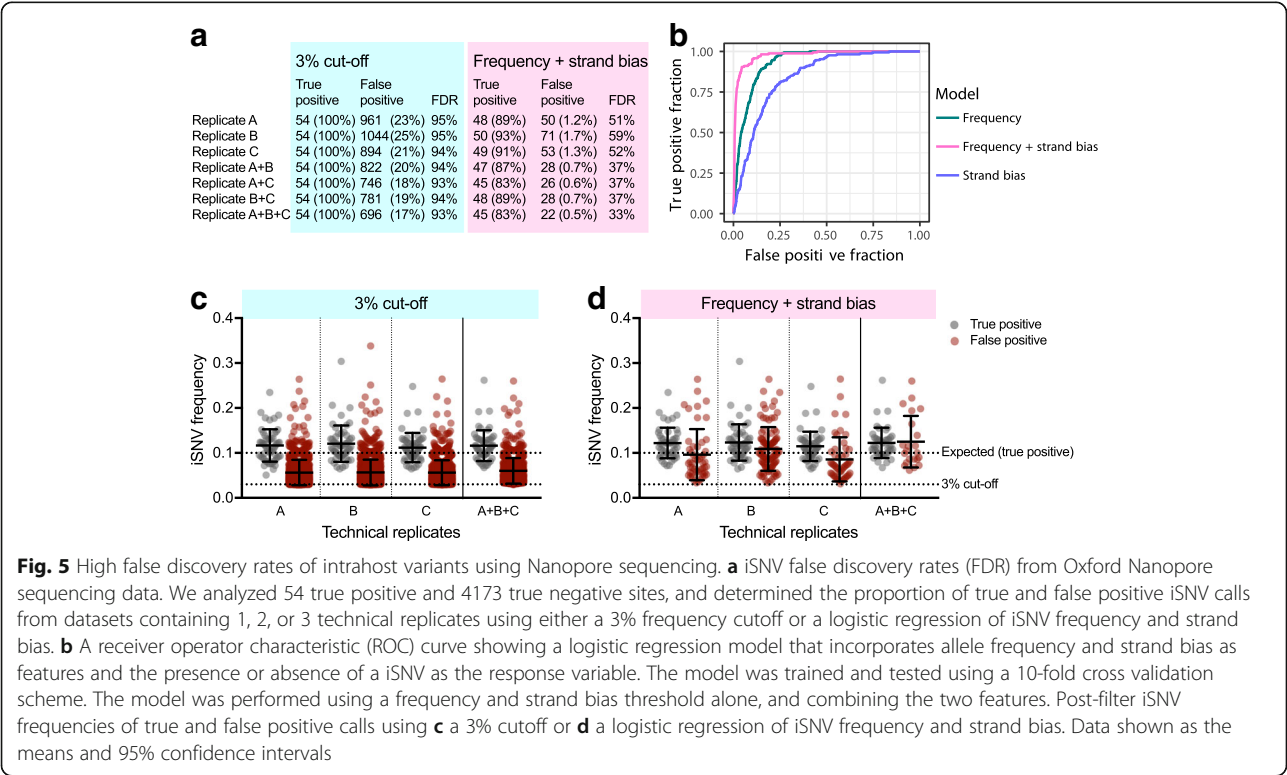 a
3% cut-off
Frequency + strand bias
True positive
False positive
FDR
True positive
False positive
FDR
Replicate A 54 (100%) 961 (23%) 95% 48 (89%) 50 (1.2%) 51%
Replicate B 54 (100%) 1044 (25%) 95% 50 (93%) 71 (1.7%) 59%
Replicate C 54 (100%) 894 (21%) 94% 49 (91%) 53 (1.3%) 52%
Replicate A+B 54 (100%) 822 (20%) 94% 47 (87%) 28 (0.7%) 37%
Replicate A+C 54 (100%) 746 (18%) 93% 45 (83%) 26 (0.6%) 37%
Replicate B+C 54 (100%) 781 (19%) 94% 48 (89%) 28 (0.7%) 37%
Replicate A+B+C 54 (100%) 696 (17%) 93% 45 (83%) 22 (0.5%) 33%
b
True positive fraction
1.00
0.75
0.50
0.25
0.00
0.00 0.25 0.50 0.75 1.00
False positi ve fraction
Model
Frequency
Frequency + strand bias
Strand bias
c
3% cut-off
iSNV frequency
0.4
0.3
0.2
0.1
0.0
A B C A+B+C
Technical replicates
d
Frequency + strand bias
iSNV frequency
0.4
0.3
0.2
0.1
0.0
A B C A+B+C
Technical replicates
True positive
False positive
Expected (true positive)
3% cut-off
Fig. 5 High false discovery rates of intrahost variants using Nanopore sequencing. a iSNV false discovery rates (FDR) from Oxford Nanopore
sequencing data. We analyzed 54 true positive and 4173 true negative sites, and determined the proportion of true and false positive iSNV calls
from datasets containing 1, 2, or 3 technical replicates using either a 3% frequency cutoff or a logistic regression of iSNV frequency and strand
bias. b A receiver operator characteristic (ROC) curve showing a logistic regression model that incorporates allele frequency and strand bias as
features and the presence or absence of a iSNV as the response variable. The model was trained and tested using a 10-fold cross validation
scheme. The model was performed using a frequency and strand bias threshold alone, and combining the two features. Post-filter iSNV
frequencies of true and false positive calls using c a 3% cutoff or d a logistic regression of iSNV frequency and strand bias. Data shown as the
means and 95% confidence intervals